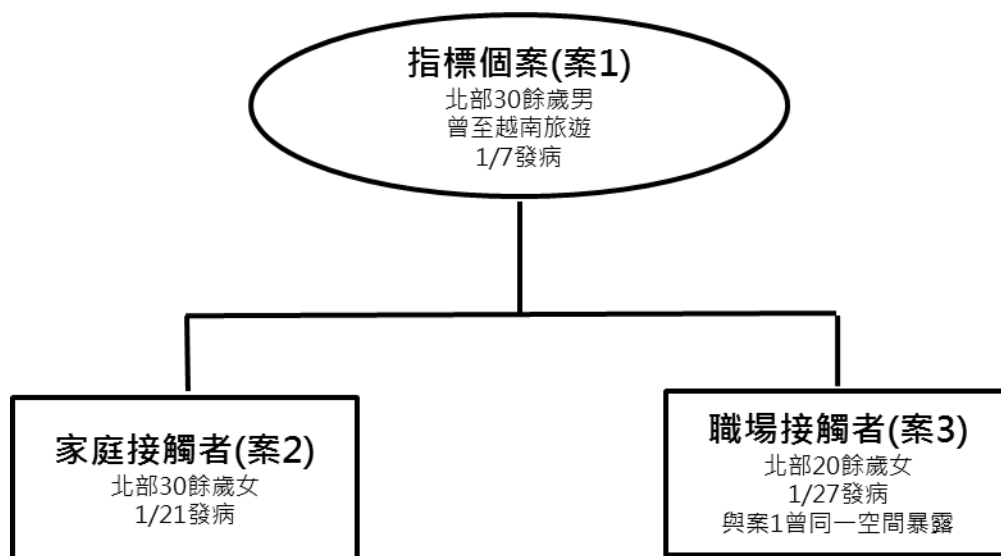 指標個案(案1)
北部30餘歲男
曾至越南旅遊
1/7發病
家庭接觸者(案2)
北部30餘歲女
1/21發病
職場接觸者(案3)
北部20餘歲女
1/27發病
與案1曾同一空間暴露